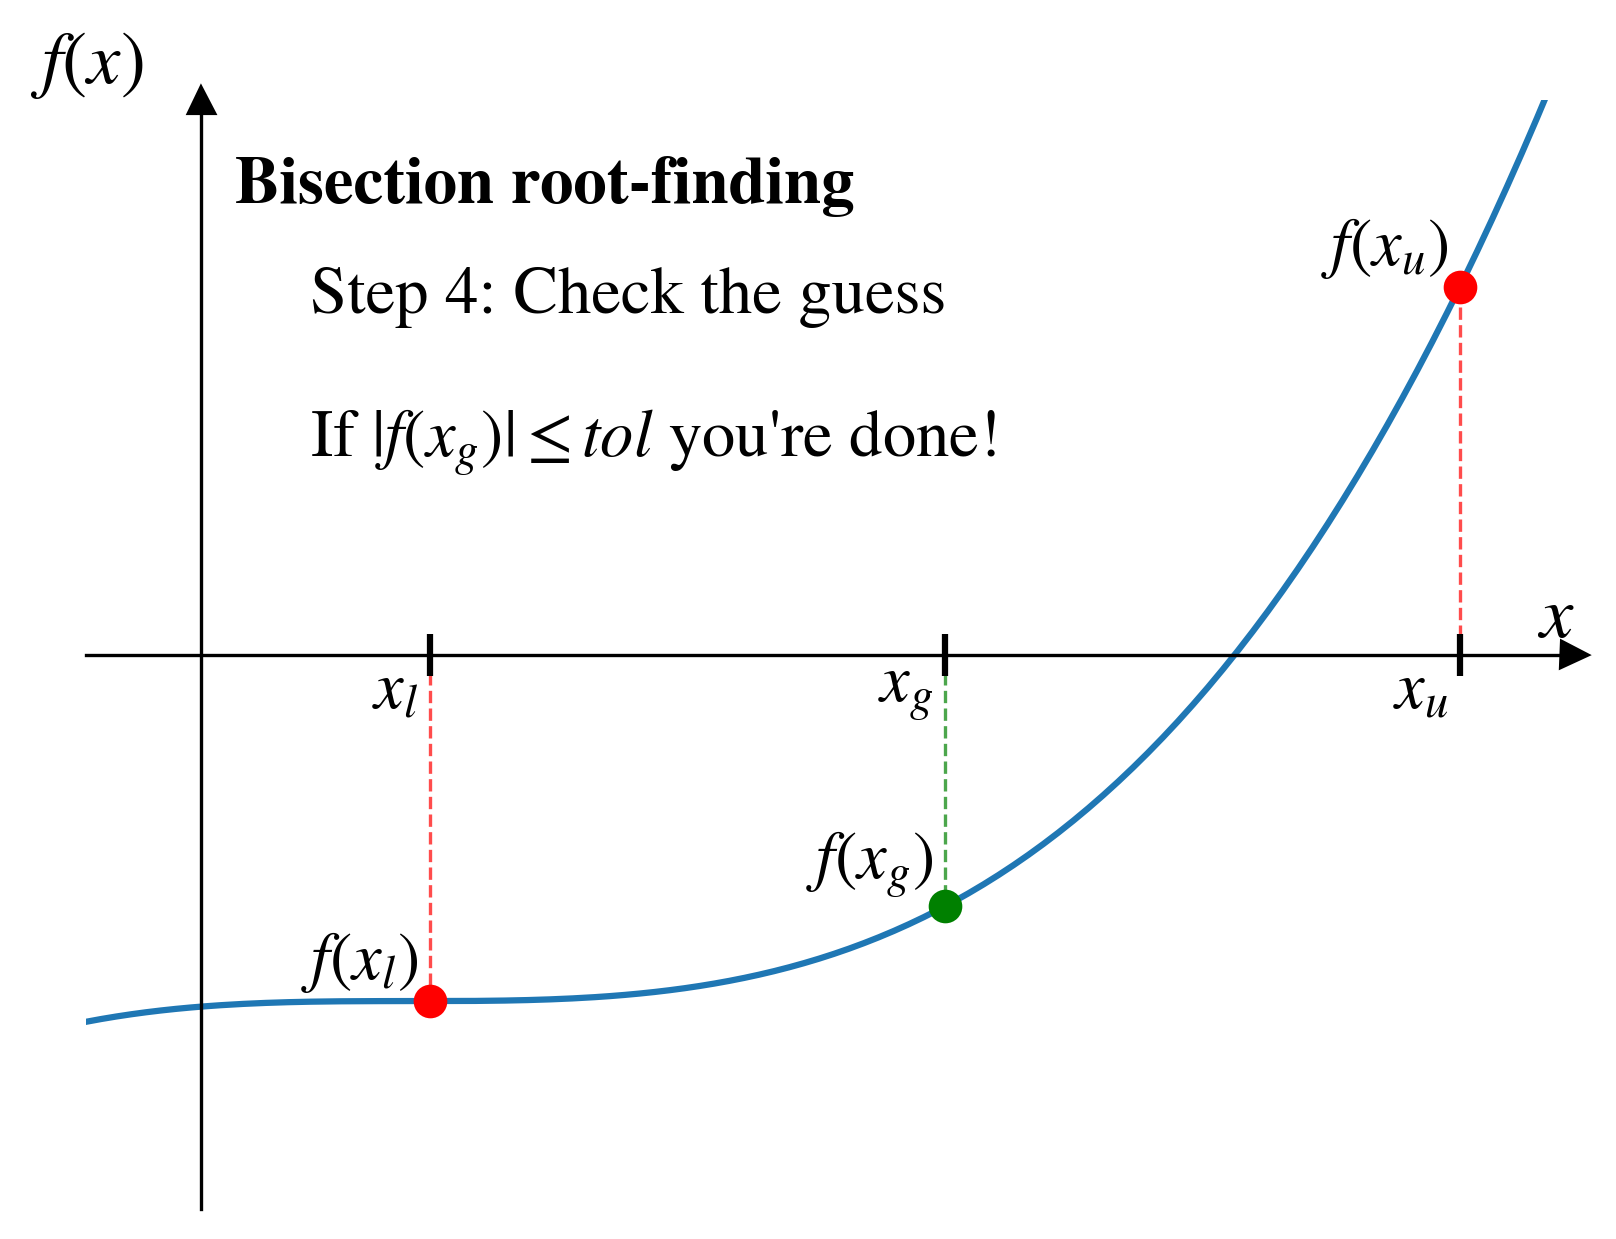 f(x)
Bisection root-finding
f(x_u)
Step 4: Check the guess
If |f(x_g)| ≤ tol you're done!
x
x_l
x_g
x_u
f(x_g)
f(x_l)